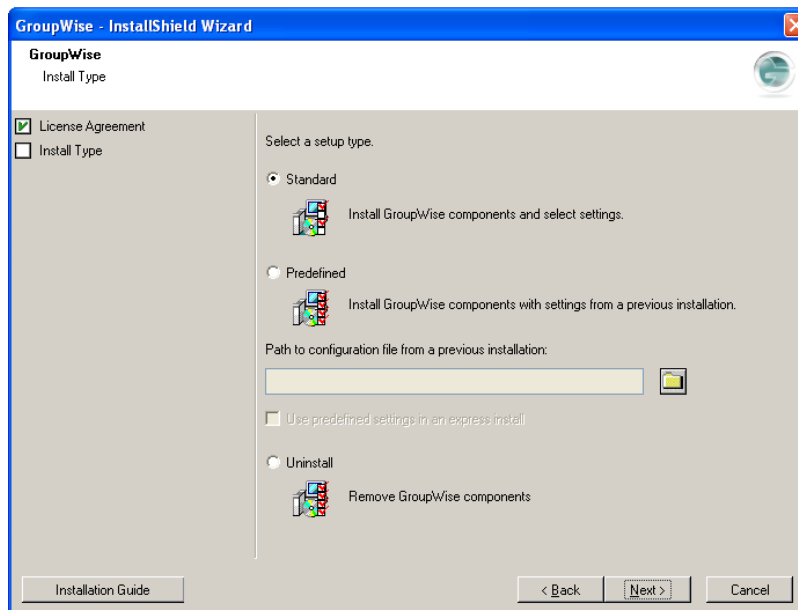 GroupWise - InstallShield Wizard
GroupWise
Install Type
License Agreement
Install Type
Select a setup type.
Standard
Install GroupWise components and select settings.
Predefined
Install GroupWise components with settings from a previous installation.
Path to configuration file from a previous installation:
Use predefined settings in an express install
Uninstall
Remove GroupWise components
Installation Guide
< Back
Next >
Cancel